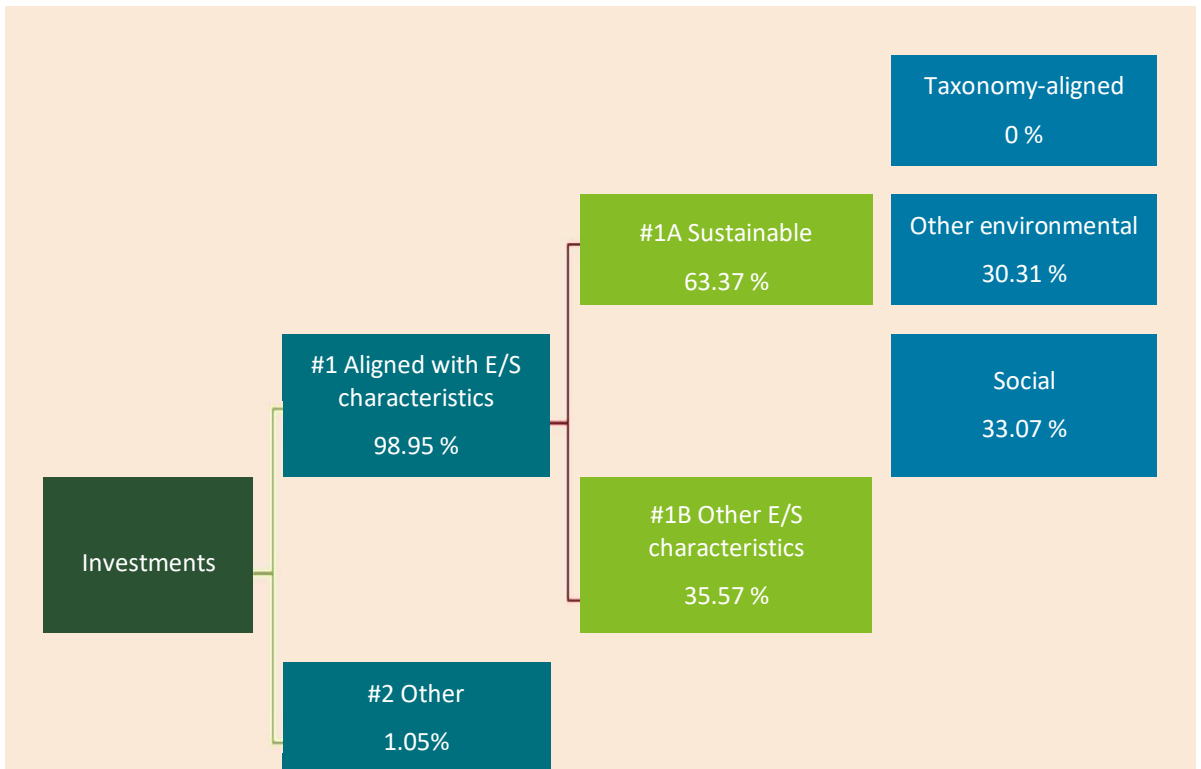 Taxonomy-aligned
0 %
#1A Sustainable
63.37 %
Other environmental
30.31 %
#1 Aligned with E/S
characteristics
98.95 %
Social
33.07 %
Investments
#1B Other E/S
characteristics
35.57 %
#2 Other
1.05%